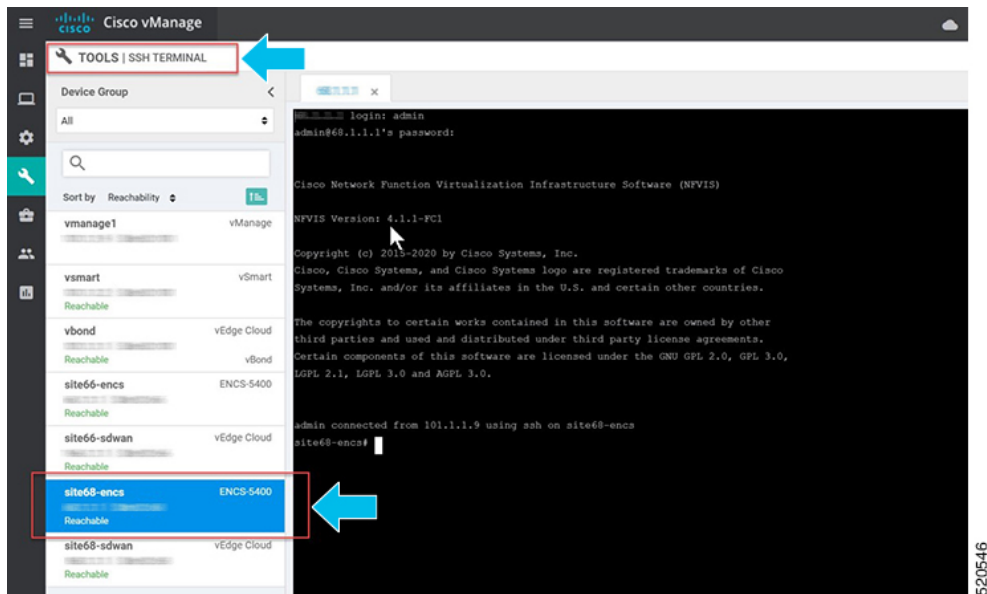 cisco Cisco vManage
TOOLS | SSH TERMINAL
Device Group
All
Sort by Reachability
vmanage1 vManage
vsmart vSmart
Reachable
vbond vEdge Cloud
Reachable vBond
site66-encs ENCS-5400
Reachable
site66-sdwan vEdge Cloud
Reachable
site68-encs ENCS-5400
Reachable
site68-sdwan vEdge Cloud
Reachable
login: admin
admin@68.1.1.1's password:
Cisco Network Function Virtualization Infrastructure Software (NFVIS)
NFVIS Version: 4.1.1-FC1
Copyright (c) 2015-2020 by Cisco Systems, Inc.
Cisco, Cisco Systems, and Cisco Systems logo are registered trademarks of Cisco
Systems, Inc. and/or its affiliates in the U.S. and certain other countries.
The copyrights to certain works contained in this software are owned by other
third parties and used and distributed under third party license agreements.
Certain components of this software are licensed under the GNU GPL 2.0, GPL 3.0,
LGPL 2.1, LGPL 3.0 and AGPL 3.0.
admin connected from 101.1.1.9 using ssh on site68-encs
site68-encs#
520546